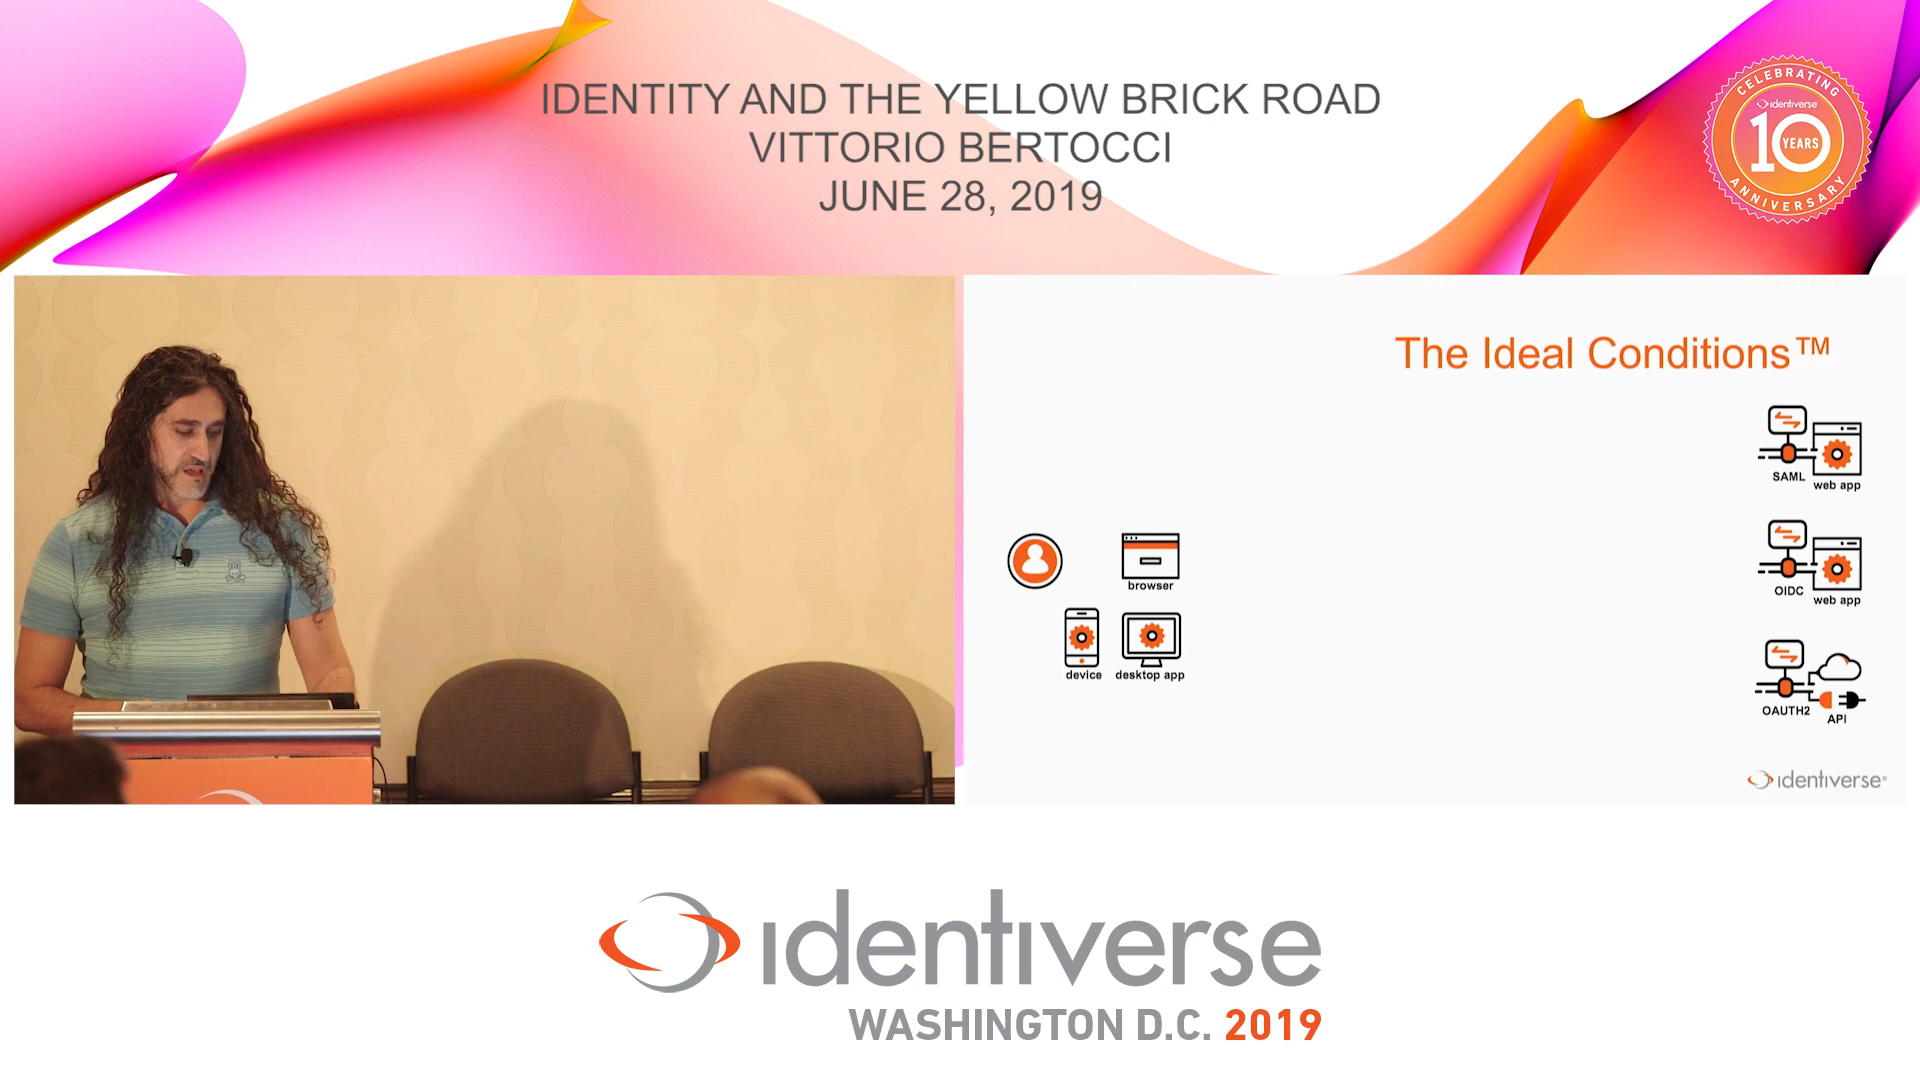 IDENTITY AND THE YELLOW BRICK ROAD
VITTORIO BERTOCCI
JUNE 28, 2019
CELEBRATING
identiverse
10
YEARS
ANNIVERSARY
The Ideal Conditions™
SAML
web app
browser
OIDC
web app
device
desktop app
OAUTH2
API
identiverse®
identiverse
WASHINGTON D.C. 2019